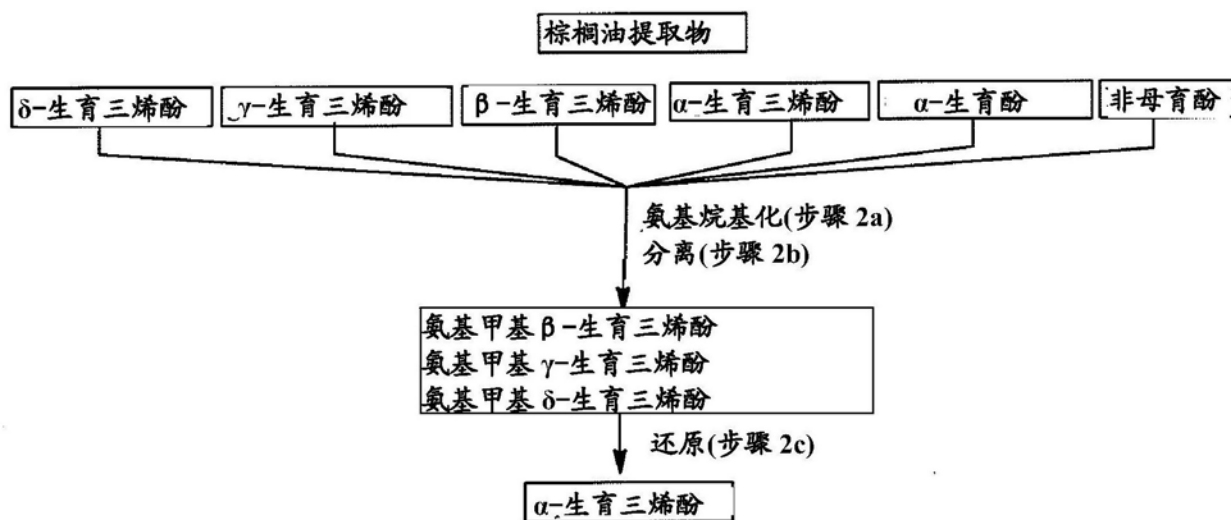 棕榈油提取物
δ-生育三烯酚
γ-生育三烯酚
β-生育三烯酚
α-生育三烯酚
α-生育酚
非母育酚
氨基烷基化(步骤 2a)
分离(步骤 2b)
氨基甲基 β-生育三烯酚
氨基甲基 γ-生育三烯酚
氨基甲基 δ-生育三烯酚
还原(步骤 2c)
α-生育三烯酚